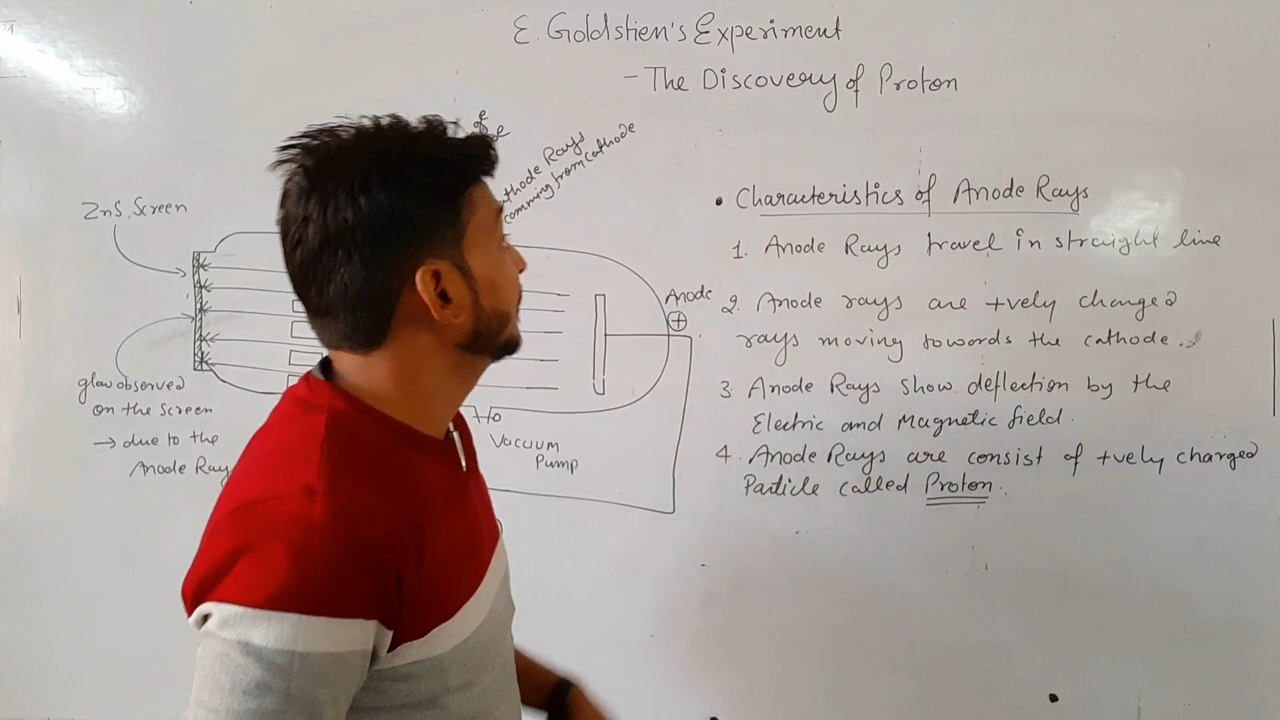 E. Goldstien's Experiment
- The Discovery of Proton
of
Rays
comming from cathode
ZnS Screen
Anode
+
glow observed
on the screen
→ due to the
Anode Ray
to
Vacuum
Pump
• Characteristics of Anode Rays
1. Anode Rays travel in straight line
2. Anode rays are +vely charged
rays moving towards the cathode.
3 Anode Rays show deflection by the
Electric and Magnetic field.
4. Anode Rays are consist of +vely charged
Particle called Proton.